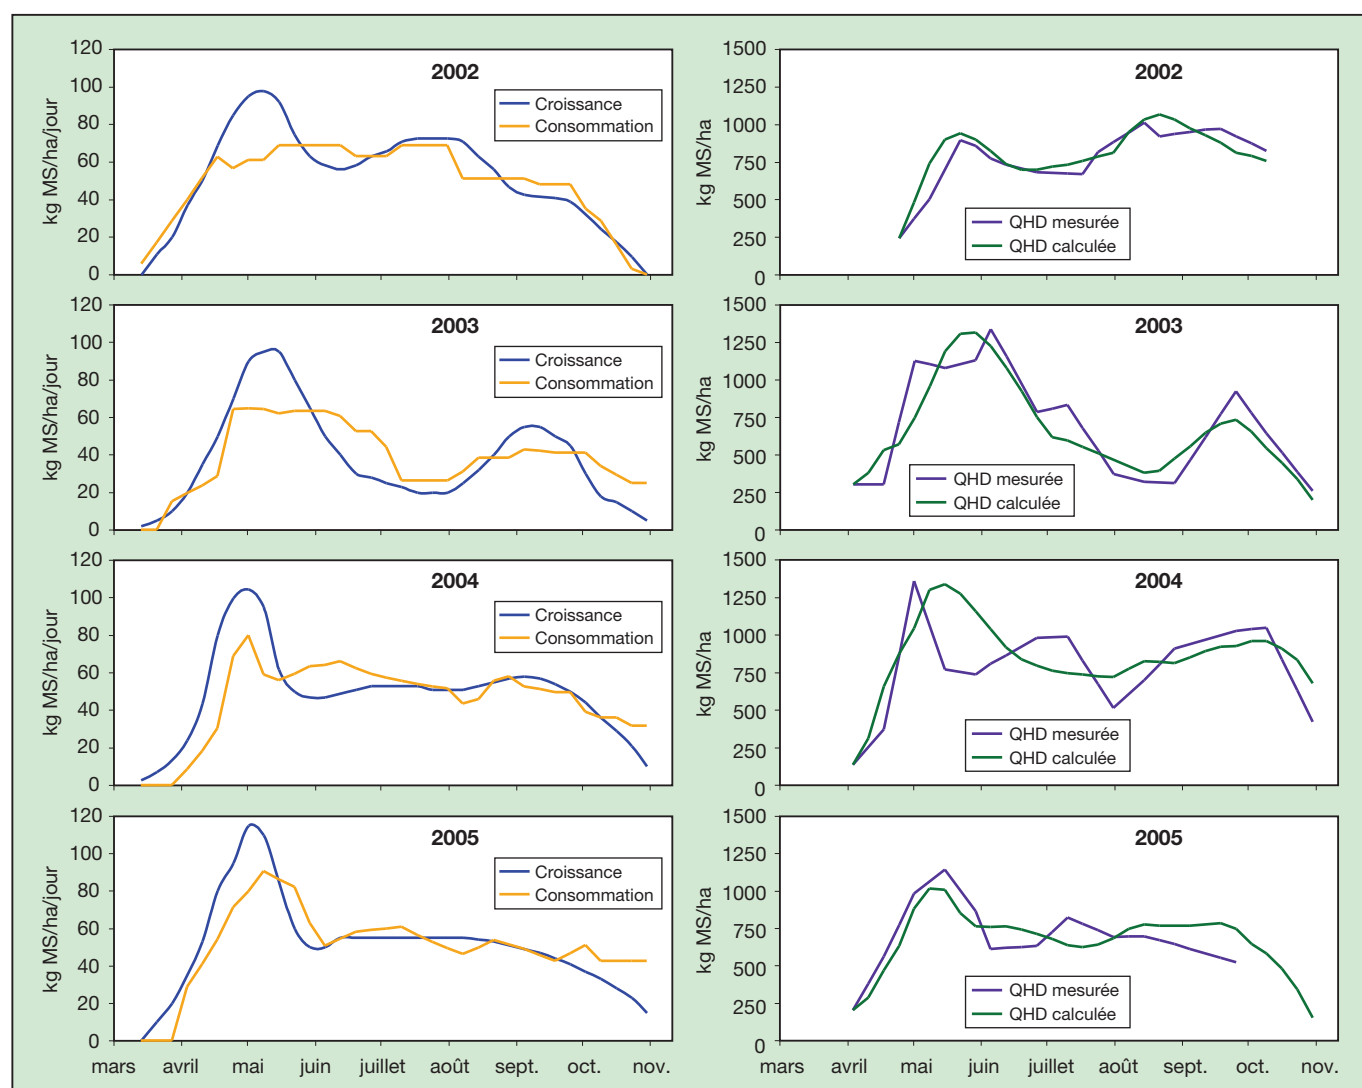 120
100
80
60
40
20
0
kg MS/ha/jour
2002
Croissance
Consommation
1500
1250
1000
750
500
250
0
kg MS/ha
2002
QHD mesurée
QHD calculée
120
100
80
60
40
20
0
kg MS/ha/jour
2003
Croissance
Consommation
1500
1250
1000
750
500
250
0
kg MS/ha
2003
QHD mesurée
QHD calculée
120
100
80
60
40
20
0
kg MS/ha/jour
2004
Croissance
Consommation
1500
1250
1000
750
500
250
0
kg MS/ha
2004
QHD mesurée
QHD calculée
120
100
80
60
40
20
0
kg MS/ha/jour
2005
Croissance
Consommation
mars avril mai juin juillet août sept. oct. nov.
1500
1250
1000
750
500
250
0
kg MS/ha
2005
QHD mesurée
QHD calculée
mars avril mai juin juillet août sept. oct. nov.